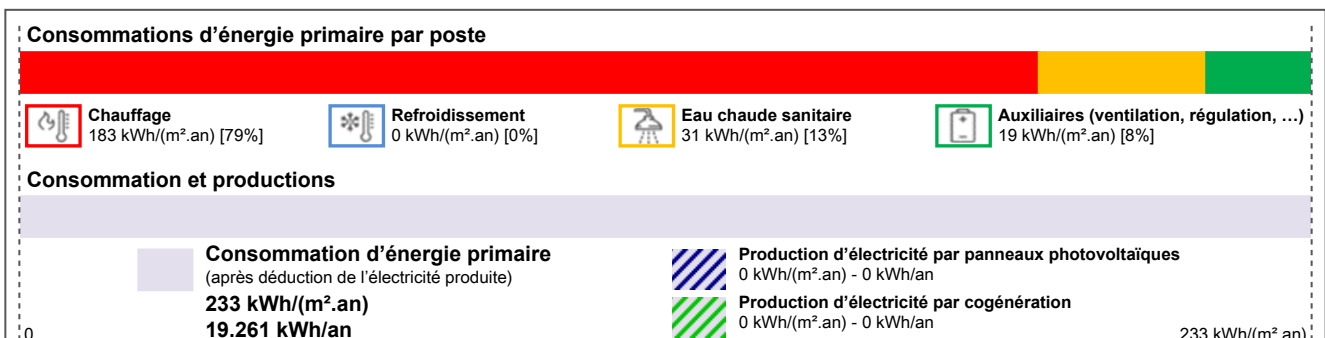 Consommations d'énergie primaire par poste
Chauffage
183 kWh/(m².an) [79%]
Refroidissement
0 kWh/(m².an) [0%]
Eau chaude sanitaire
31 kWh/(m².an) [13%]
Auxiliaires (ventilation, régulation, …)
19 kWh/(m².an) [8%]
Consommation et productions
Consommation d'énergie primaire
(après déduction de l'électricité produite)
233 kWh/(m².an)
19.261 kWh/an
Production d'électricité par panneaux photovoltaïques
0 kWh/(m².an) - 0 kWh/an
Production d'électricité par cogénération
0 kWh/(m².an) - 0 kWh/an
0
233 kWh/(m².an)